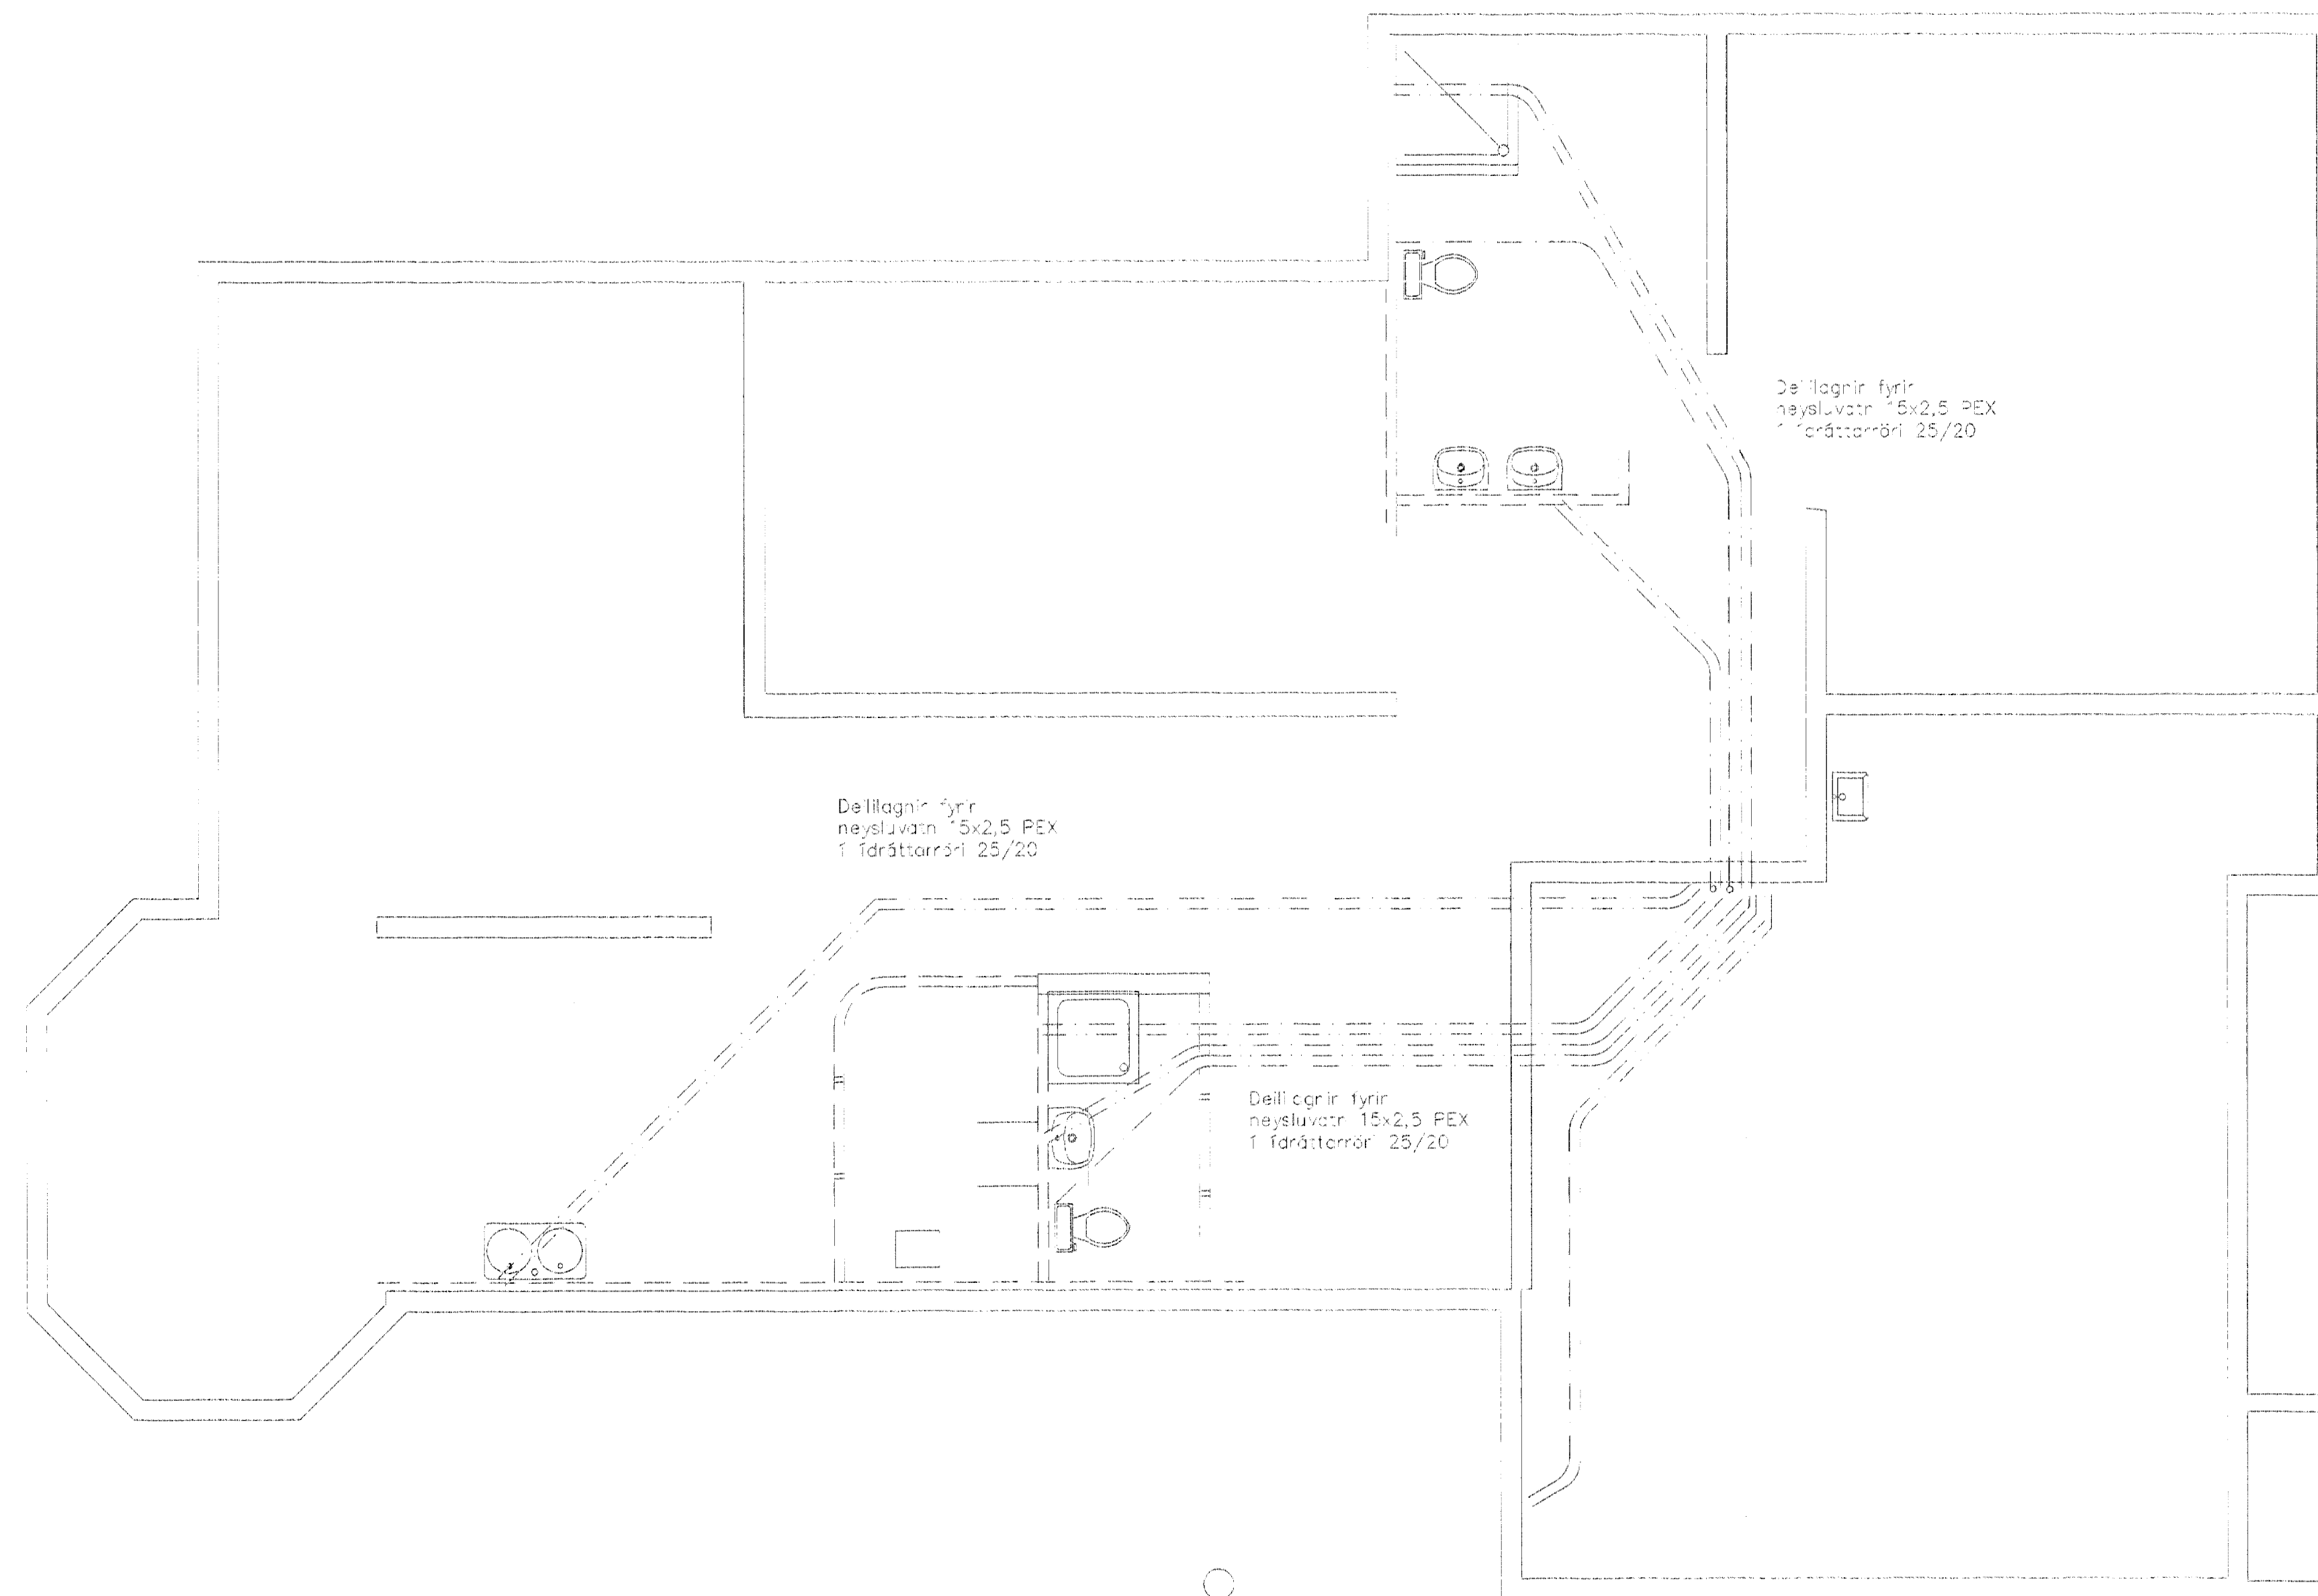 Deililagnir fyrir
neysluvatn 15x2,5 PEX
í ídráttarröri 25/20
Deililagnir fyrir
neysluvatn 15x2,5 PEX
í ídráttarröri 25/20
Deililagnir fyrir
neysluvatn 15x2,5 PEX
í ídráttarröri 25/20